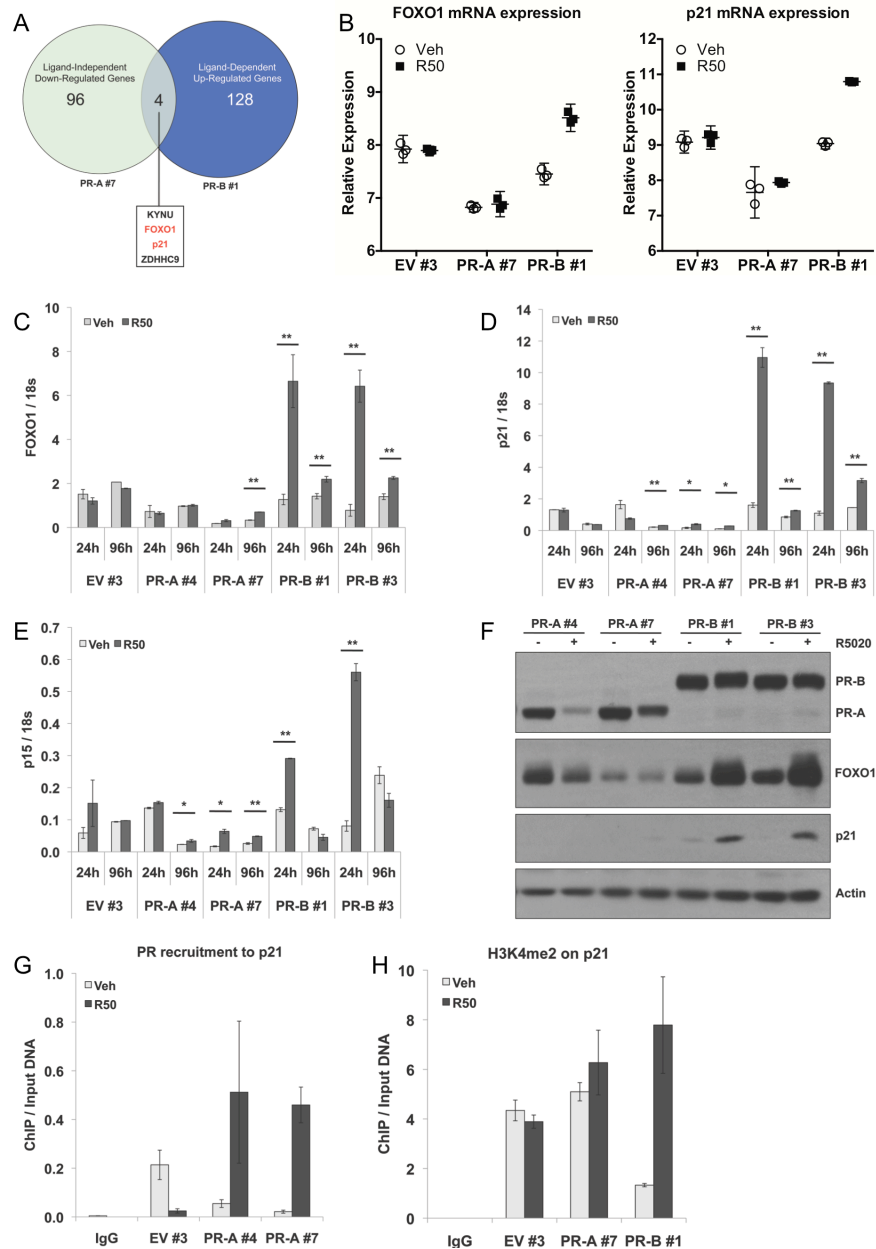 A
Ligand-Independent
Down-Regulated Genes
96
4
Ligand-Dependent
Up-Regulated Genes
128
PR-A #7
PR-B #1
KYNU
FOXO1
p21
ZDHHC9
B
FOXO1 mRNA expression
Veh
R50
Relative Expression
9
8
7
6
EV #3 PR-A #7 PR-B #1
p21 mRNA expression
Veh
R50
Relative Expression
12
11
10
9
8
7
6
EV #3 PR-A #7 PR-B #1
C
Veh R50
FOXO1 / 18s
10
8
6
4
2
0
** ** ** ** **
24h 96h 24h 96h 24h 96h 24h 96h 24h 96h
EV #3 PR-A #4 PR-A #7 PR-B #1 PR-B #3
D
Veh R50
p21 / 18s
14
12
10
8
6
4
2
0
** * * ** ** ** **
24h 96h 24h 96h 24h 96h 24h 96h 24h 96h
EV #3 PR-A #4 PR-A #7 PR-B #1 PR-B #3
E
Veh R50
p15 / 18s
0.7
0.6
0.5
0.4
0.3
0.2
0.1
0.0
* * ** ** **
24h 96h 24h 96h 24h 96h 24h 96h 24h 96h
EV #3 PR-A #4 PR-A #7 PR-B #1 PR-B #3
F
PR-A #4 PR-A #7 PR-B #1 PR-B #3
- + - + - + - + R5020
PR-B
PR-A
FOXO1
p21
Actin
G
PR recruitment to p21
Veh
R50
ChIP / Input DNA
1.0
0.8
0.6
0.4
0.2
0.0
IgG EV #3 PR-A #4 PR-A #7
H
H3K4me2 on p21
Veh
R50
ChIP / Input DNA
10
8
6
4
2
0
IgG EV #3 PR-A #7 PR-B #1